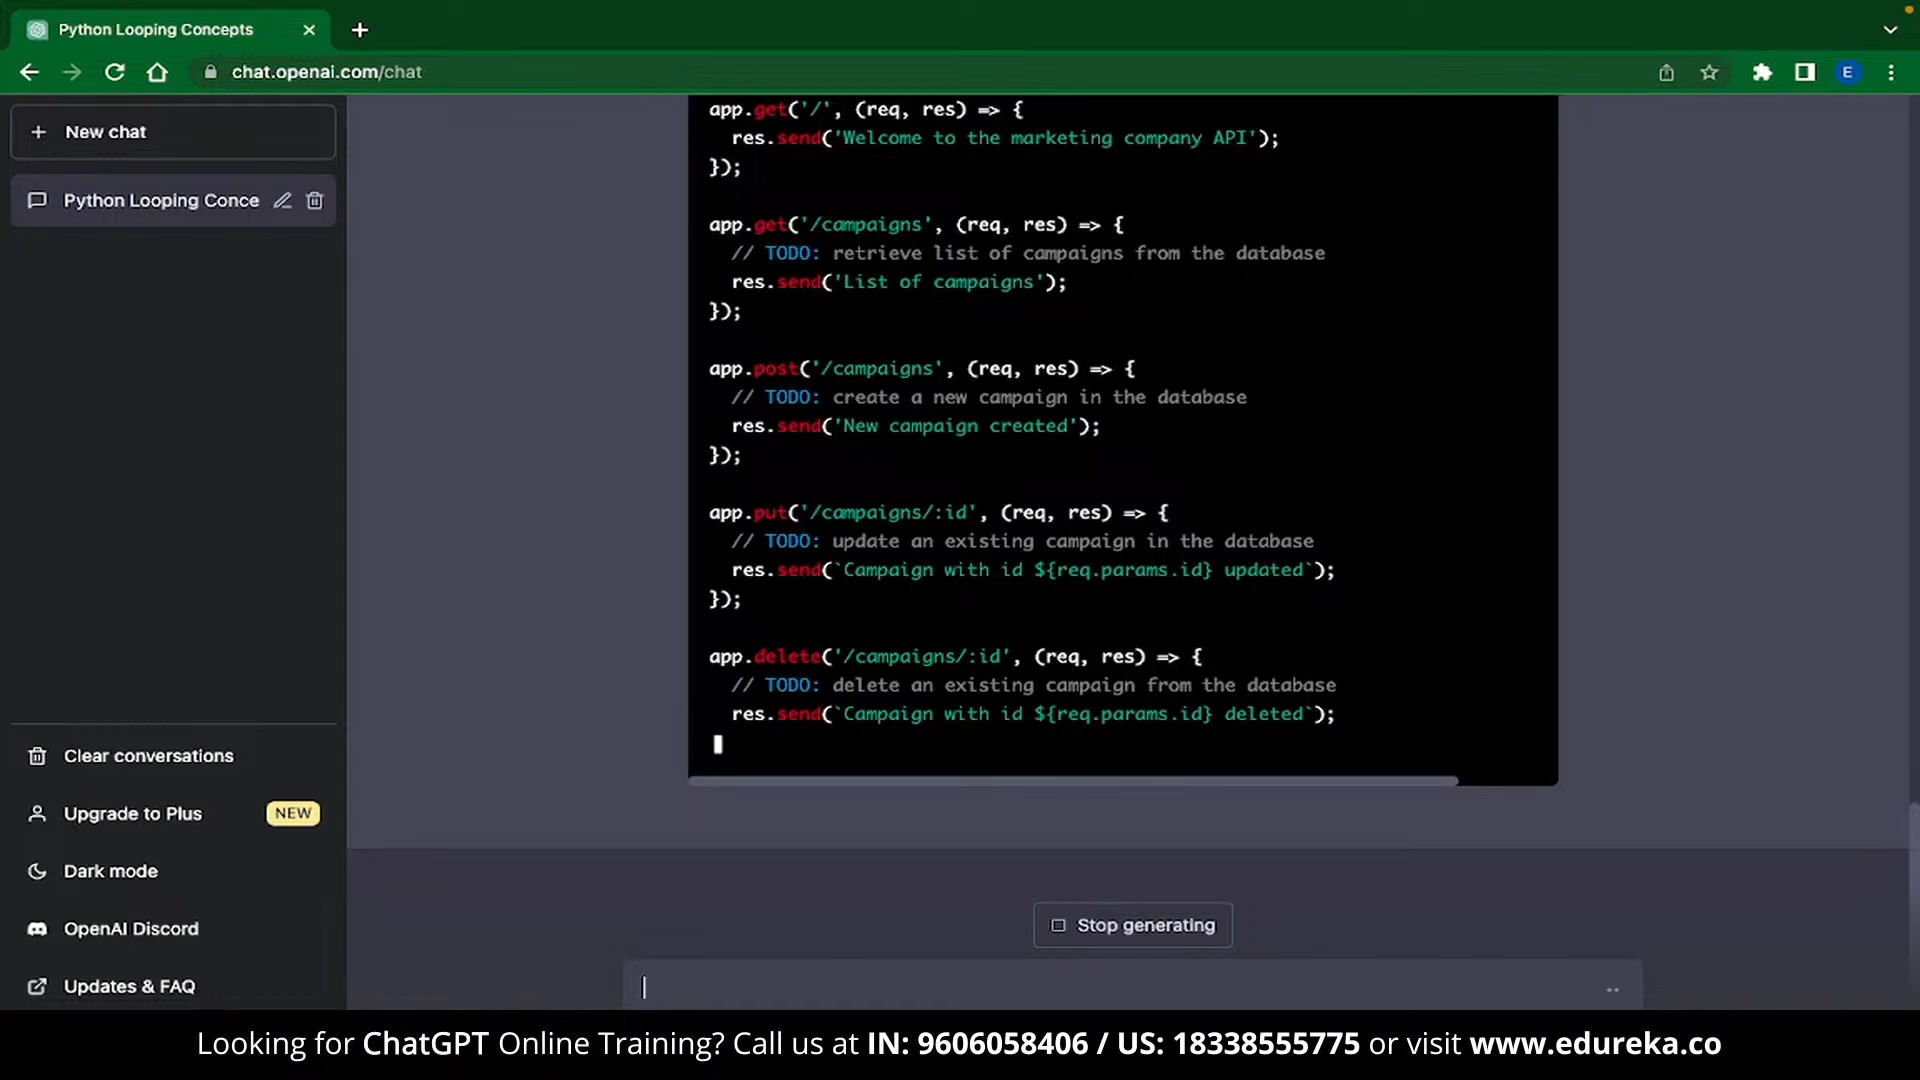 Python Looping Concepts
chat.openai.com/chat
E
New chat
Python Looping Conce
Clear conversations
Upgrade to Plus NEW
Dark mode
OpenAI Discord
Updates & FAQ
app.get('/', (req, res) => {
  res.send('Welcome to the marketing company API');
});
app.get('/campaigns', (req, res) => {
  // TODO: retrieve list of campaigns from the database
  res.send('List of campaigns');
});
app.post('/campaigns', (req, res) => {
  // TODO: create a new campaign in the database
  res.send('New campaign created');
});
app.put('/campaigns/:id', (req, res) => {
  // TODO: update an existing campaign in the database
  res.send(`Campaign with id ${req.params.id} updated`);
});
app.delete('/campaigns/:id', (req, res) => {
  // TODO: delete an existing campaign from the database
  res.send(`Campaign with id ${req.params.id} deleted`);
Stop generating
Looking for ChatGPT Online Training? Call us at IN: 9606058406 / US: 18338555775 or visit www.edureka.co